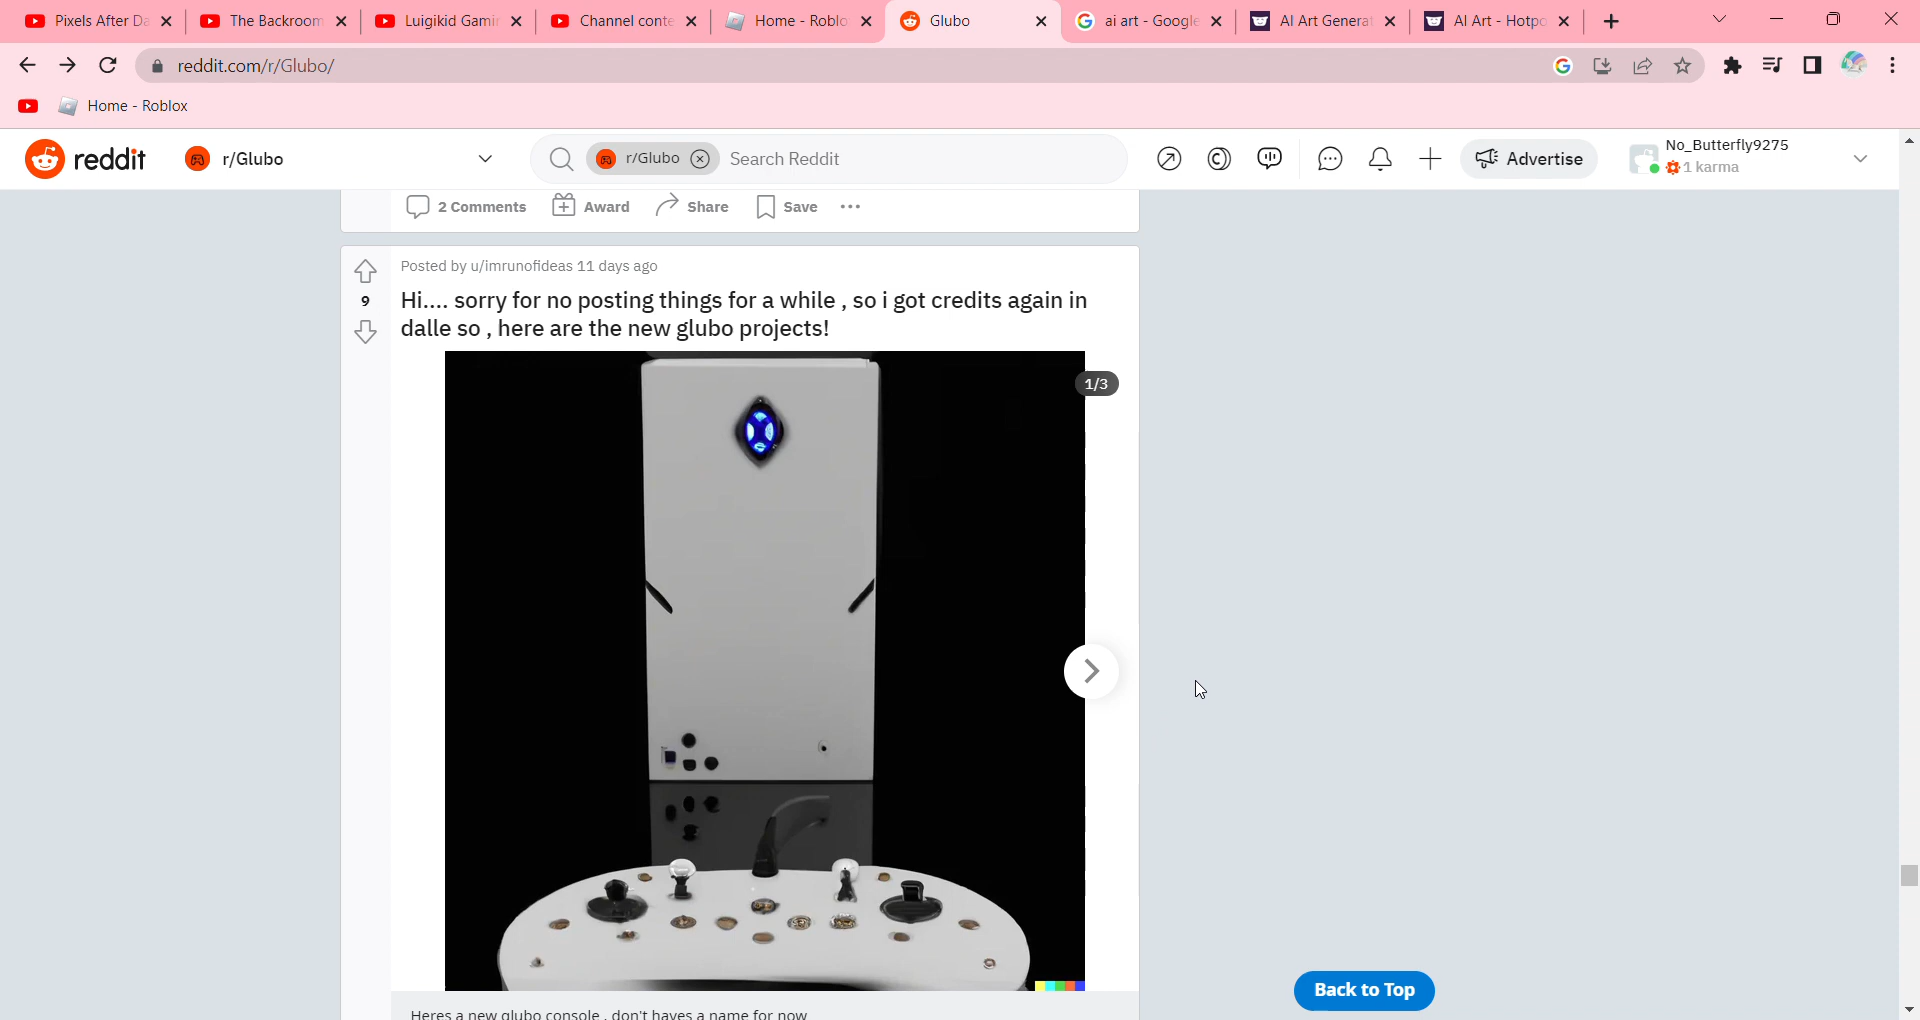 Pixels After Da
The Backroom
Luigikid Gamin
Channel conte
Home - Roblo
Glubo
ai art - Google
AI Art Generat
AI Art - Hotpo
reddit.com/r/Glubo/
Home - Roblox
reddit
r/Glubo
r/Glubo
Search Reddit
Advertise
No_Butterfly9275
1 karma
2 Comments
Award
Share
Save
Posted by u/imrunofideas 11 days ago
9
Hi.... sorry for no posting things for a while , so i got credits again in
dalle so , here are the new glubo projects!
1/3
Back to Top
Heres a new glubo console , don't haves a name for now